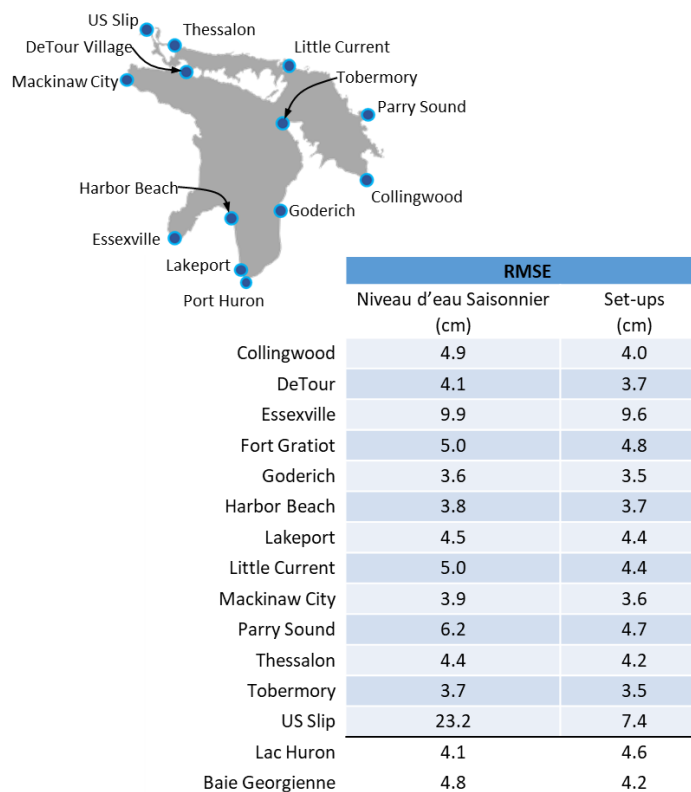 US Slip
Thessalon
DeTour Village
Little Current
Mackinaw City
Tobermory
Parry Sound
Harbor Beach
Collingwood
Goderich
Essexville
Lakeport
Port Huron
RMSE
Niveau d’eau Saisonnier (cm) Set-ups (cm)
Collingwood 4.9 4.0
DeTour 4.1 3.7
Essexville 9.9 9.6
Fort Gratiot 5.0 4.8
Goderich 3.6 3.5
Harbor Beach 3.8 3.7
Lakeport 4.5 4.4
Little Current 5.0 4.4
Mackinaw City 3.9 3.6
Parry Sound 6.2 4.7
Thessalon 4.4 4.2
Tobermory 3.7 3.5
US Slip 23.2 7.4
Lac Huron 4.1 4.6
Baie Georgienne 4.8 4.2